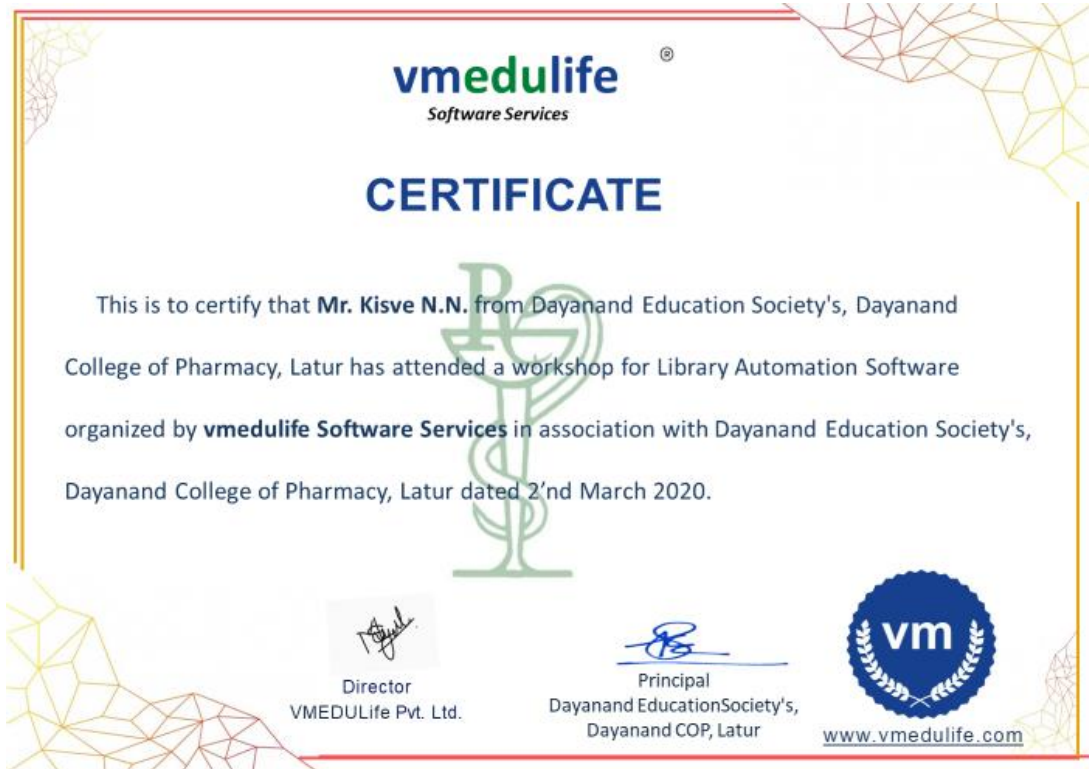 vmedulife ®
Software Services
CERTIFICATE
This is to certify that Mr. Kisve N.N. from Dayanand Education Society's, Dayanand
College of Pharmacy, Latur has attended a workshop for Library Automation Software
organized by vmedulife Software Services in association with Dayanand Education Society's,
Dayanand College of Pharmacy, Latur dated 2’nd March 2020.
Director
VMEDULife Pvt. Ltd.
Principal
Dayanand EducationSociety's,
Dayanand COP, Latur
vm
www.vmedulife.com